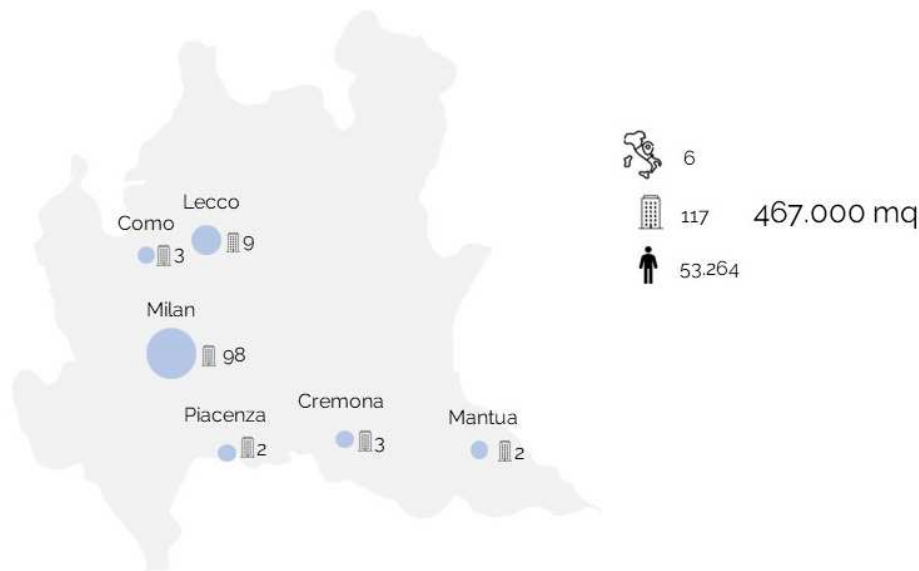 Lecco
9
Como
3
Milan
98
Piacenza
2
Cremona
3
Mantua
2
6
117 467.000 mq
53.264